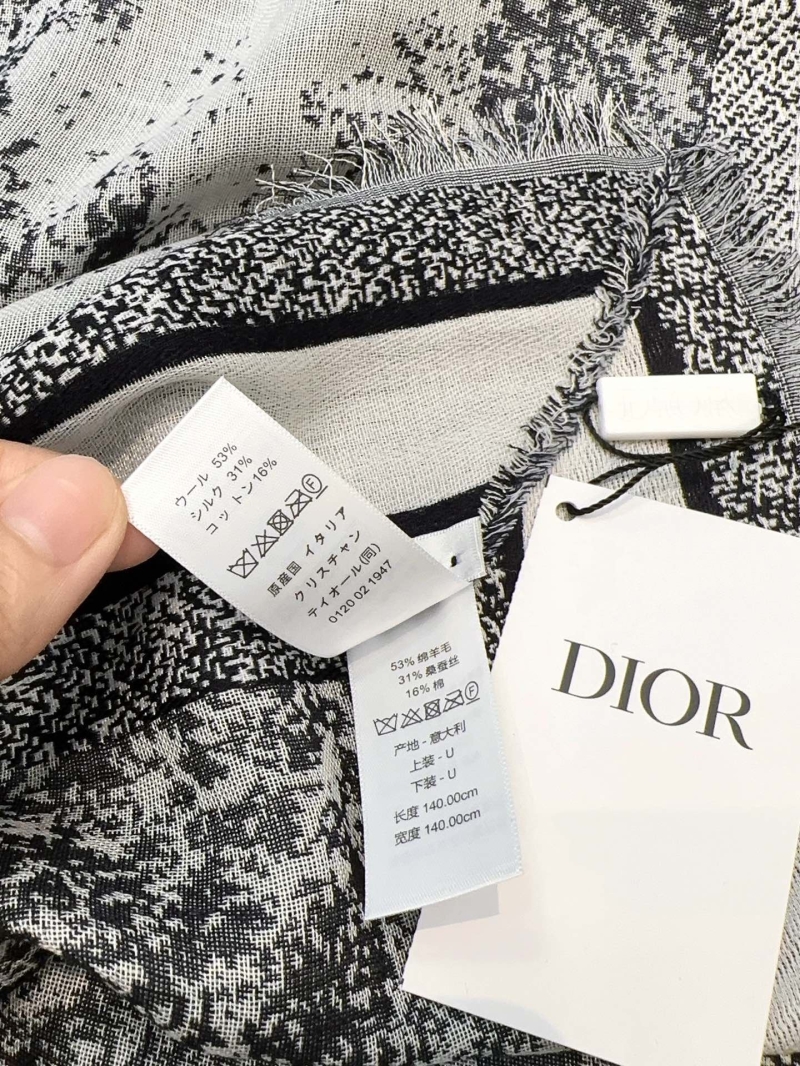 ウール 53%
シルク 31%
コットン16%
F
原産国 イタリア
クリスチャン
テイオール(同)
0120 02 1947
53% 绵羊毛
31% 桑蚕丝
16% 棉
F
产地 - 意大利
上装 - U
下装 - U
长度 140.00cm
宽度 140.00cm
DIOR